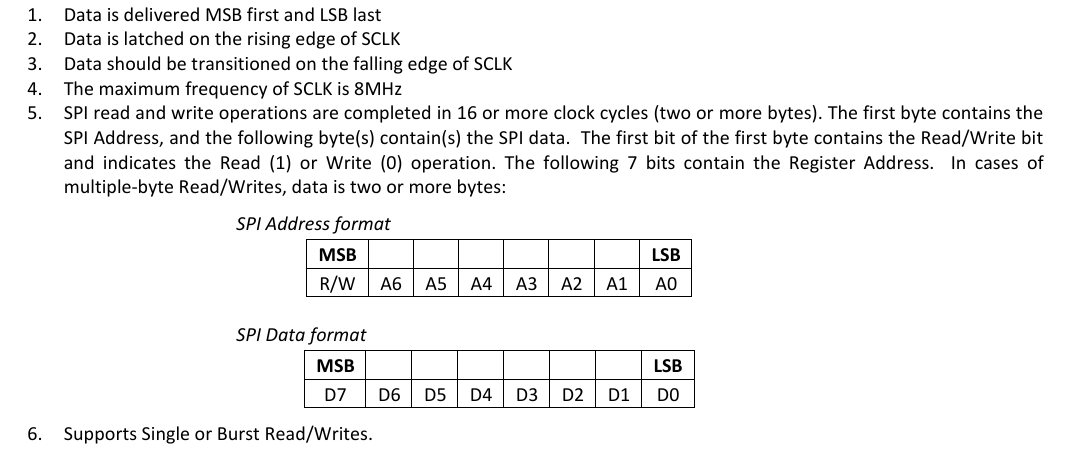 1. Data is delivered MSB first and LSB last
2. Data is latched on the rising edge of SCLK
3. Data should be transitioned on the falling edge of SCLK
4. The maximum frequency of SCLK is 8MHz
5. SPI read and write operations are completed in 16 or more clock cycles (two or more bytes). The first byte contains the
SPI Address, and the following byte(s) contain(s) the SPI data. The first bit of the first byte contains the Read/Write bit
and indicates the Read (1) or Write (0) operation. The following 7 bits contain the Register Address. In cases of
multiple-byte Read/Writes, data is two or more bytes:
SPI Address format
MSB LSB
R/W A6 A5 A4 A3 A2 A1 A0
SPI Data format
MSB LSB
D7 D6 D5 D4 D3 D2 D1 D0
6. Supports Single or Burst Read/Writes.